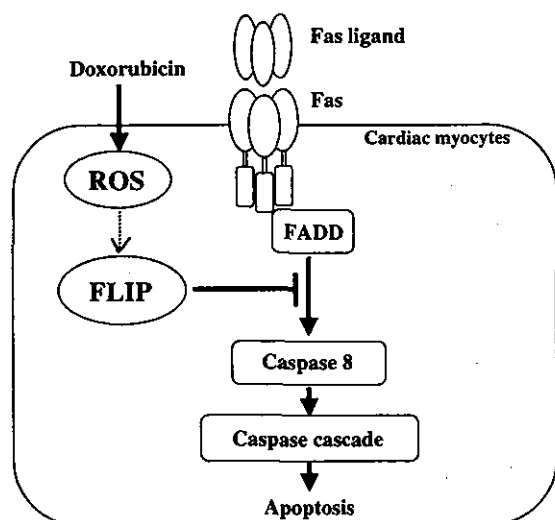 Fas ligand
Doxorubicin
Fas
Cardiac myocytes
ROS
FADD
FLIP
Caspase 8
Caspase cascade
Apoptosis